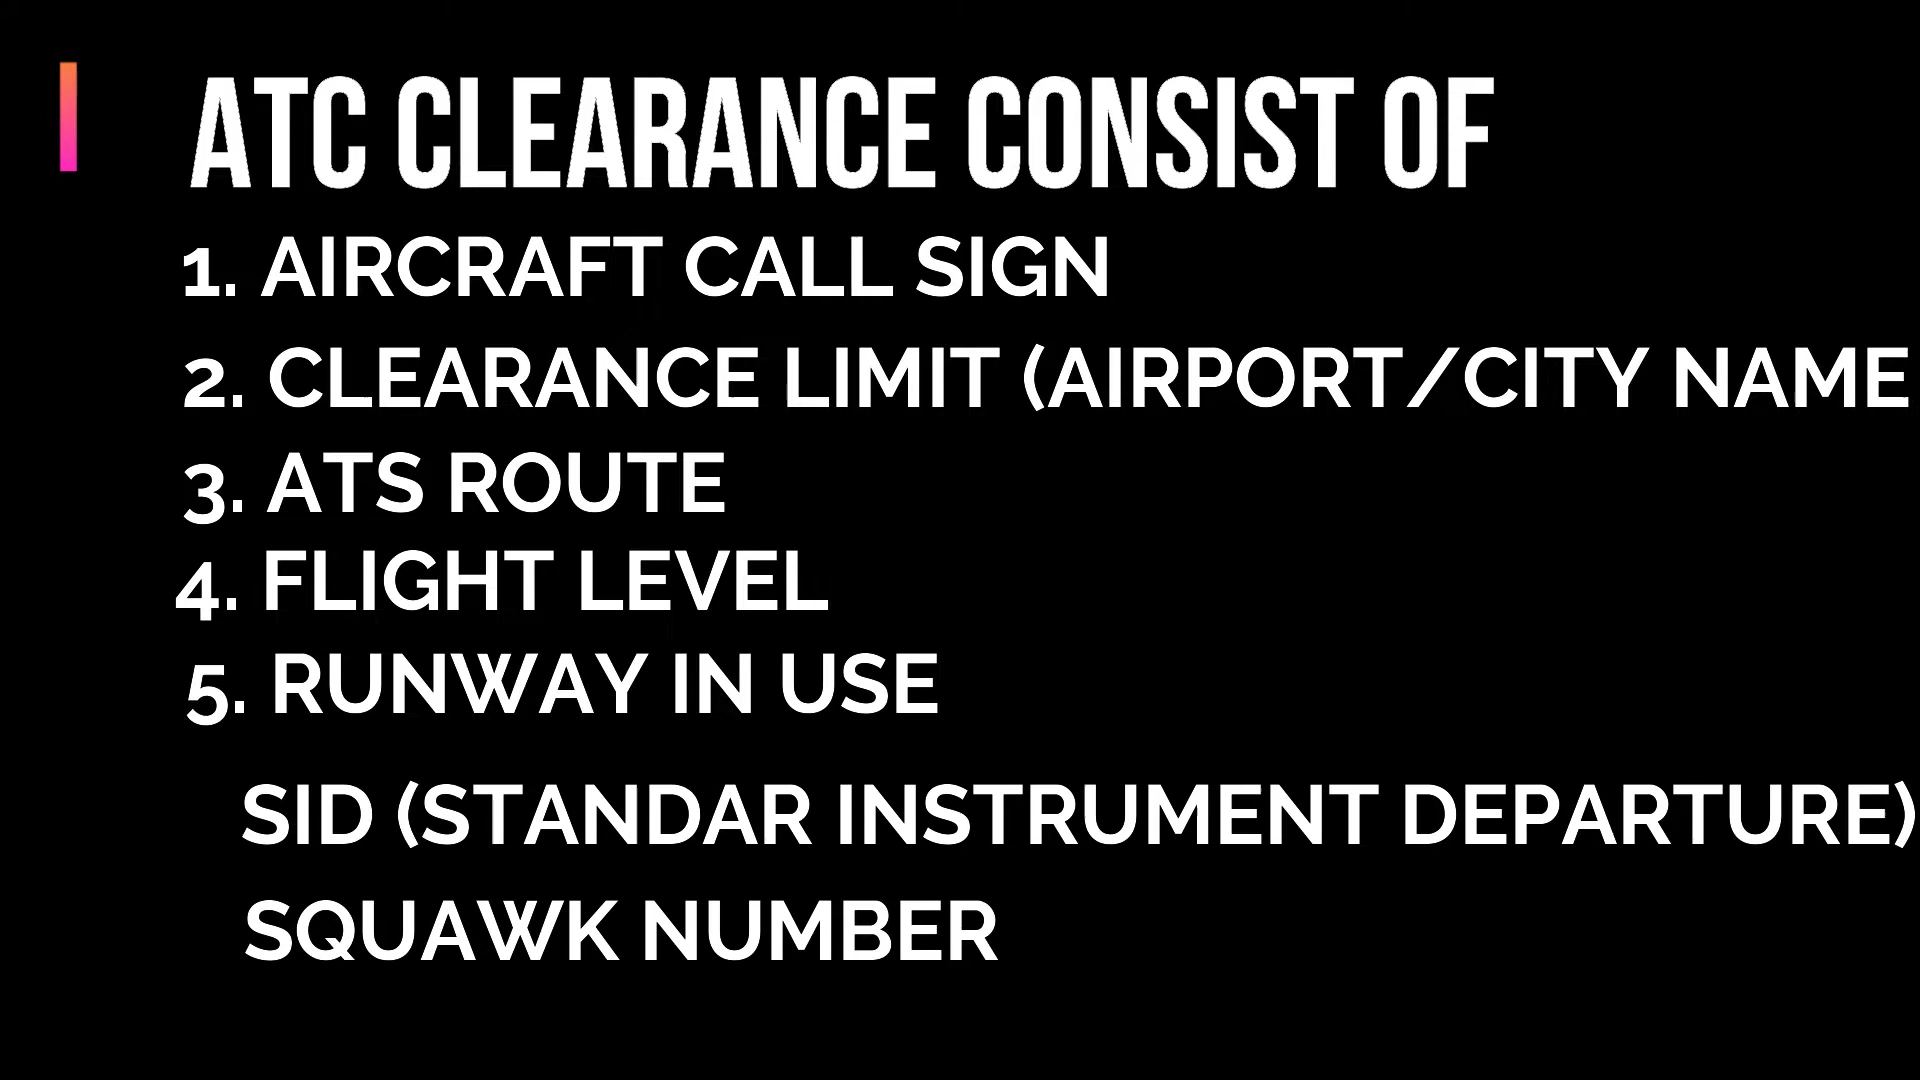 ATC CLEARANCE CONSIST OF
1. AIRCRAFT CALL SIGN
2. CLEARANCE LIMIT (AIRPORT/CITY NAME
3. ATS ROUTE
4. FLIGHT LEVEL
5. RUNWAY IN USE
SID (STANDAR INSTRUMENT DEPARTURE)
SQUAWK NUMBER